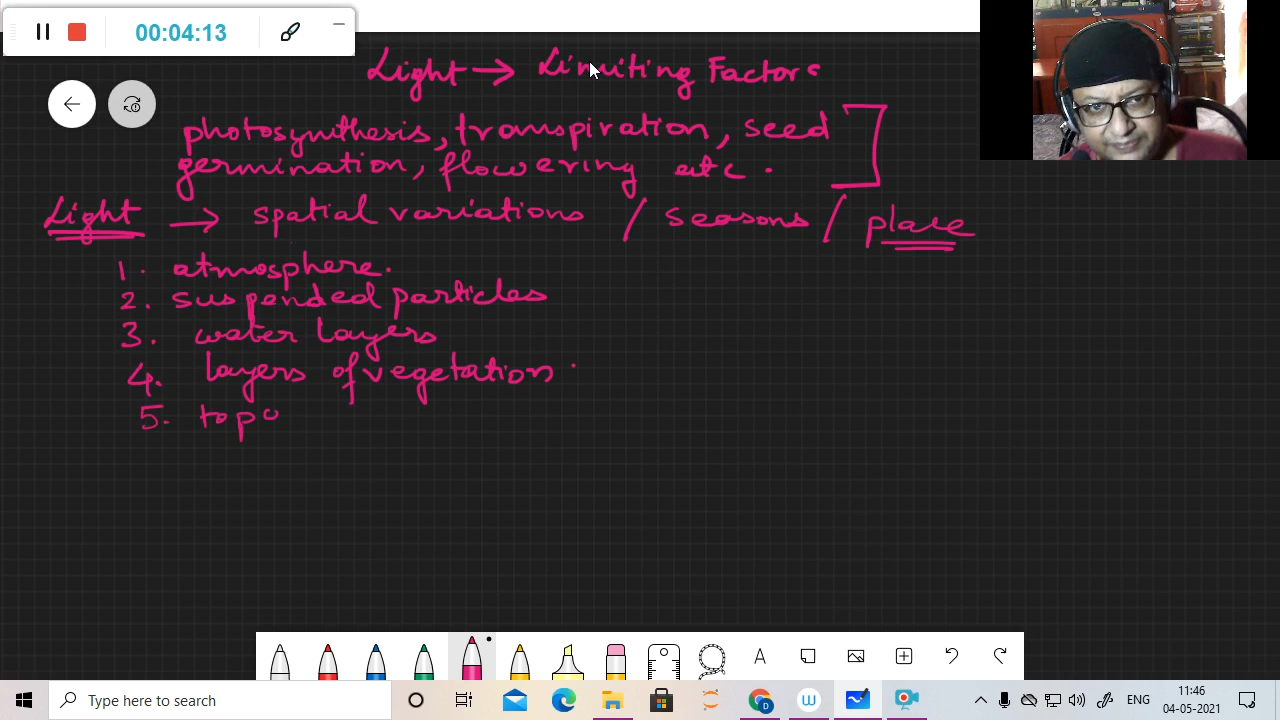 00:04:13
Light → Limiting Factors
photosynthesis, transpiration, seed
germination, flowering etc.
Light → spatial variations / seasons / place
1. atmosphere.
2. suspended particles
3. water layers
4. layers of vegetation.
5. topo
A
Type here to search
D
W
ENG
11:46
04-05-2021